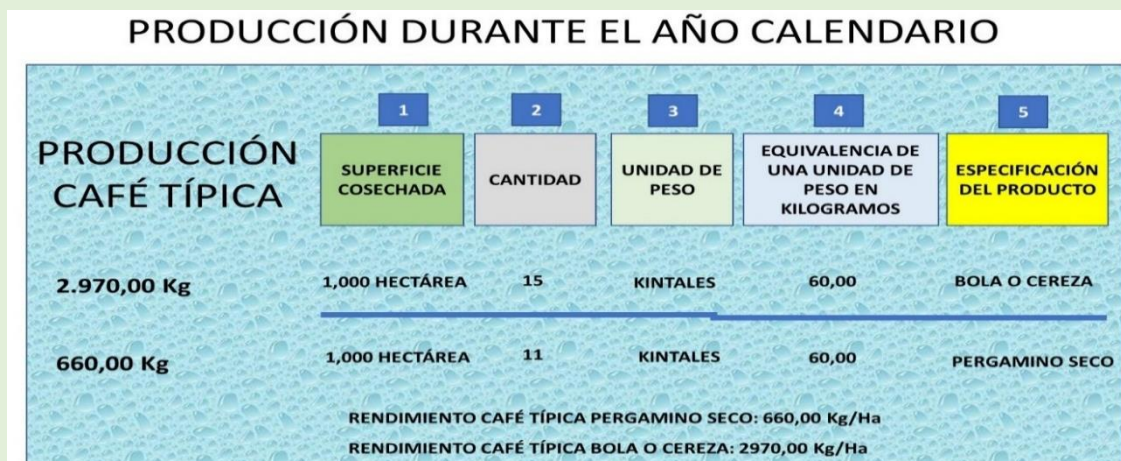 PRODUCCIÓN DURANTE EL AÑO CALENDARIO
1
2
3
4
5
PRODUCCIÓN
CAFÉ TÍPICA
SUPERFICIE
COSECHADA
CANTIDAD
UNIDAD DE
PESO
EQUIVALENCIA DE
UNA UNIDAD DE
PESO EN
KILOGRAMOS
ESPECIFICACIÓN
DEL PRODUCTO
2.970,00 Kg
1,000 HECTÁREA
15
KINTALES
60,00
BOLA O CEREZA
660,00 Kg
1,000 HECTÁREA
11
KINTALES
60,00
PERGAMINO SECO
RENDIMIENTO CAFÉ TÍPICA PERGAMINO SECO: 660,00 Kg/Ha
RENDIMIENTO CAFÉ TÍPICA BOLA O CEREZA: 2970,00 Kg/Ha